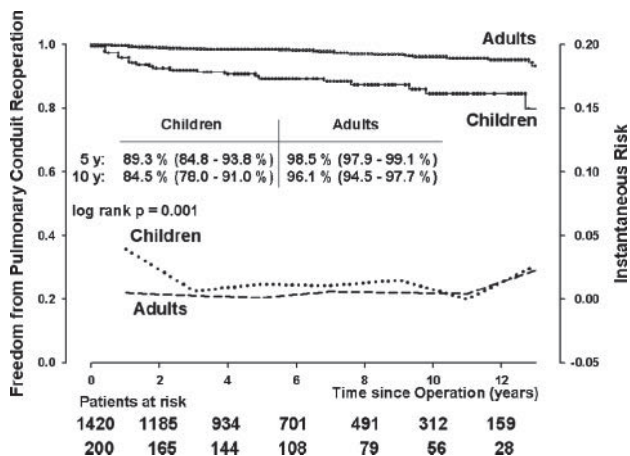 Freedom from Pulmonary Conduit Reoperation
1.0
0.8
0.6
0.4
0.2
0.0
Adults
Children
Children Adults
5 y: 89.3 % (84.8 - 93.8 %) 98.5 % (97.9 - 99.1 %)
10 y: 84.5 % (78.0 - 91.0 %) 96.1 % (94.5 - 97.7 %)
log rank p = 0.001
Children
Adults
0.20
0.15
0.10
0.05
0.00
-0.05
Instantaneous Risk
0 2 4 6 8 10 12
Time since Operation (years)
Patients at risk
1420 1185 934 701 491 312 159
200 165 144 108 79 56 28